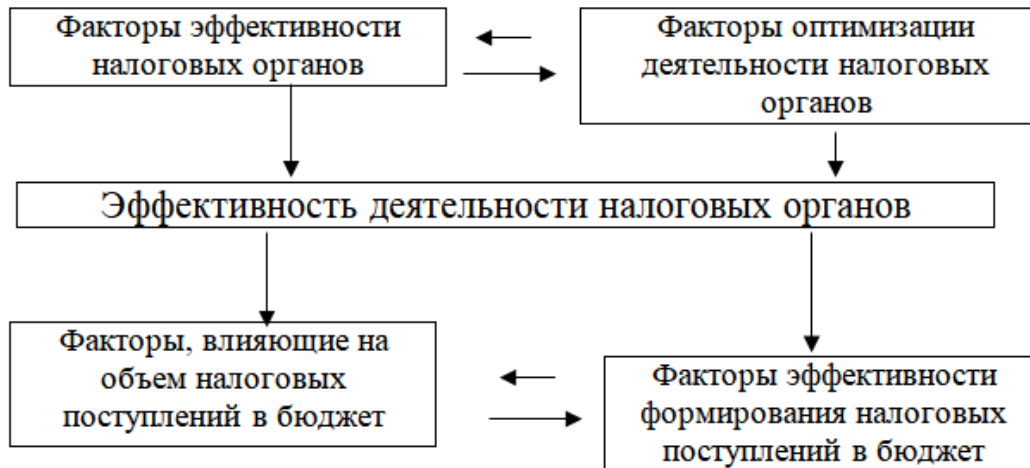 Факторы эффективности
налоговых органов
Факторы оптимизации
деятельности налоговых
органов
Эффективность деятельности налоговых органов
Факторы, влияющие на
объем налоговых
поступлений в бюджет
Факторы эффективности
формирования налоговых
поступлений в бюджет